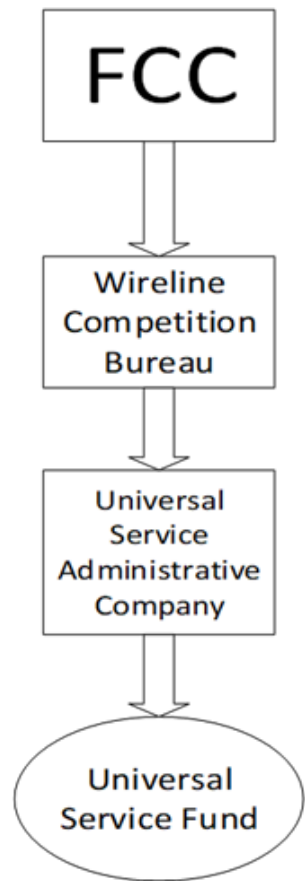 FCC
Wireline
Competition
Bureau
Universal
Service
Administrative
Company
Universal
Service Fund